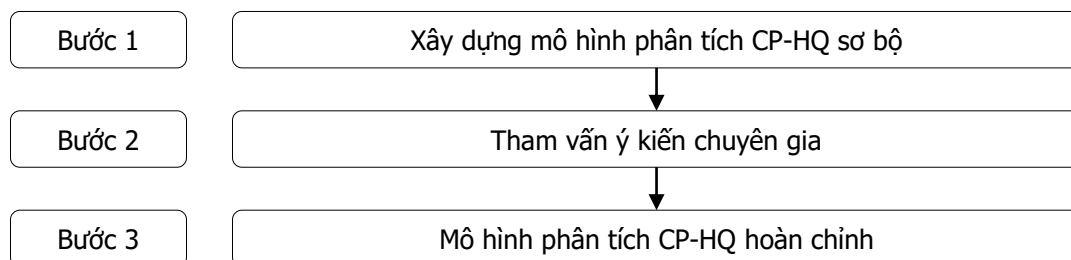 Bước 1
Xây dựng mô hình phân tích CP-HQ sơ bộ
Bước 2
Tham vấn ý kiến chuyên gia
Bước 3
Mô hình phân tích CP-HQ hoàn chỉnh